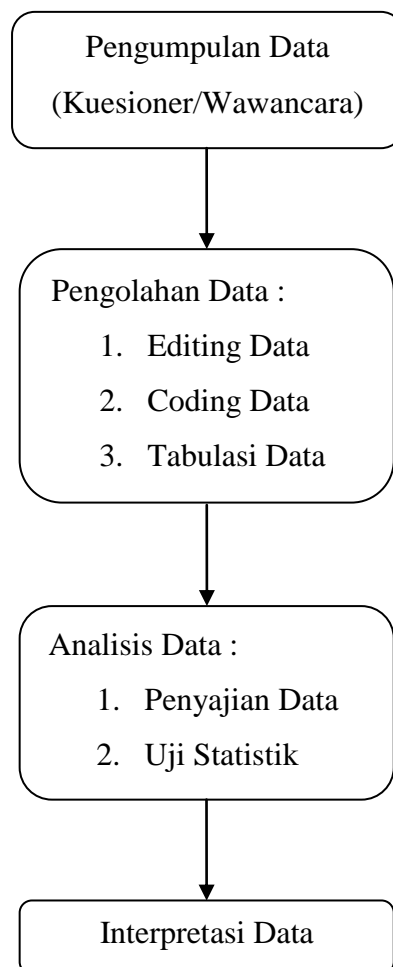 Pengumpulan Data
(Kuesioner/Wawancara)
Pengolahan Data :
1. Editing Data
2. Coding Data
3. Tabulasi Data
Analisis Data :
1. Penyajian Data
2. Uji Statistik
Interpretasi Data